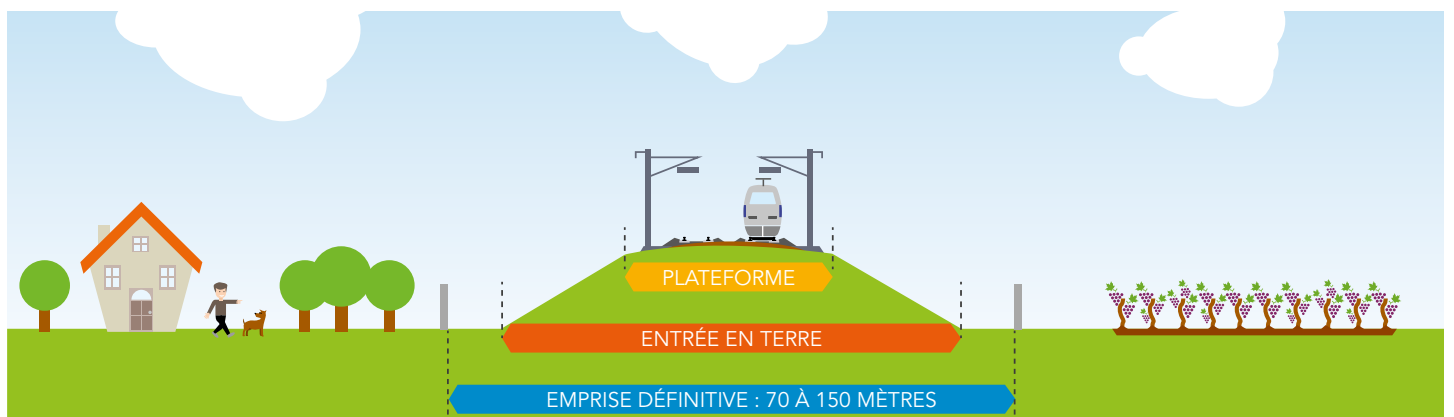 PLATEFORME
ENTRÉE EN TERRE
EMPRISE DÉFINITIVE : 70 À 150 MÈTRES